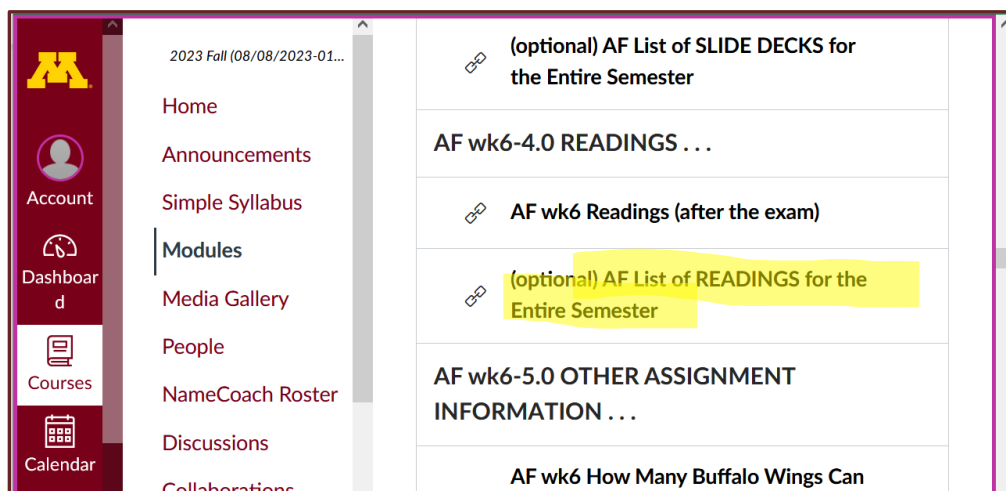 M
Account
Dashboar
d
Courses
Calendar
2023 Fall (08/08/2023-01...
Home
Announcements
Simple Syllabus
Modules
Media Gallery
People
NameCoach Roster
Discussions
Collaborations
(optional) AF List of SLIDE DECKS for
the Entire Semester
AF wk6-4.0 READINGS . . .
AF wk6 Readings (after the exam)
(optional) AF List of READINGS for the
Entire Semester
AF wk6-5.0 OTHER ASSIGNMENT
INFORMATION . . .
AF wk6 How Many Buffalo Wings Can